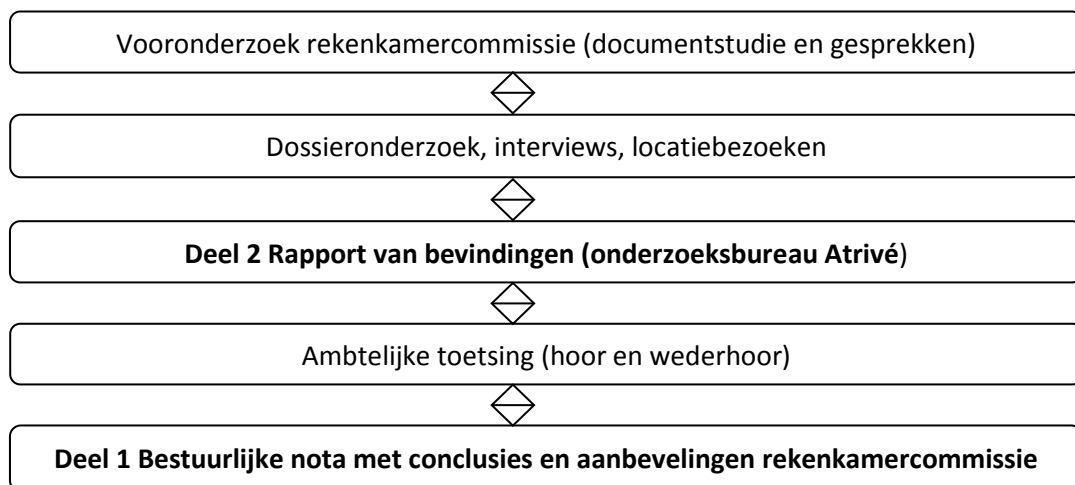 Vooronderzoek rekenkamercommissie (documentstudie en gesprekken)
Dossieronderzoek, interviews, locatiebezoeken
Deel 2 Rapport van bevindingen (onderzoeksbureau Atrivé)
Ambtelijke toetsing (hoor en wederhoor)
Deel 1 Bestuurlijke nota met conclusies en aanbevelingen rekenkamercommissie